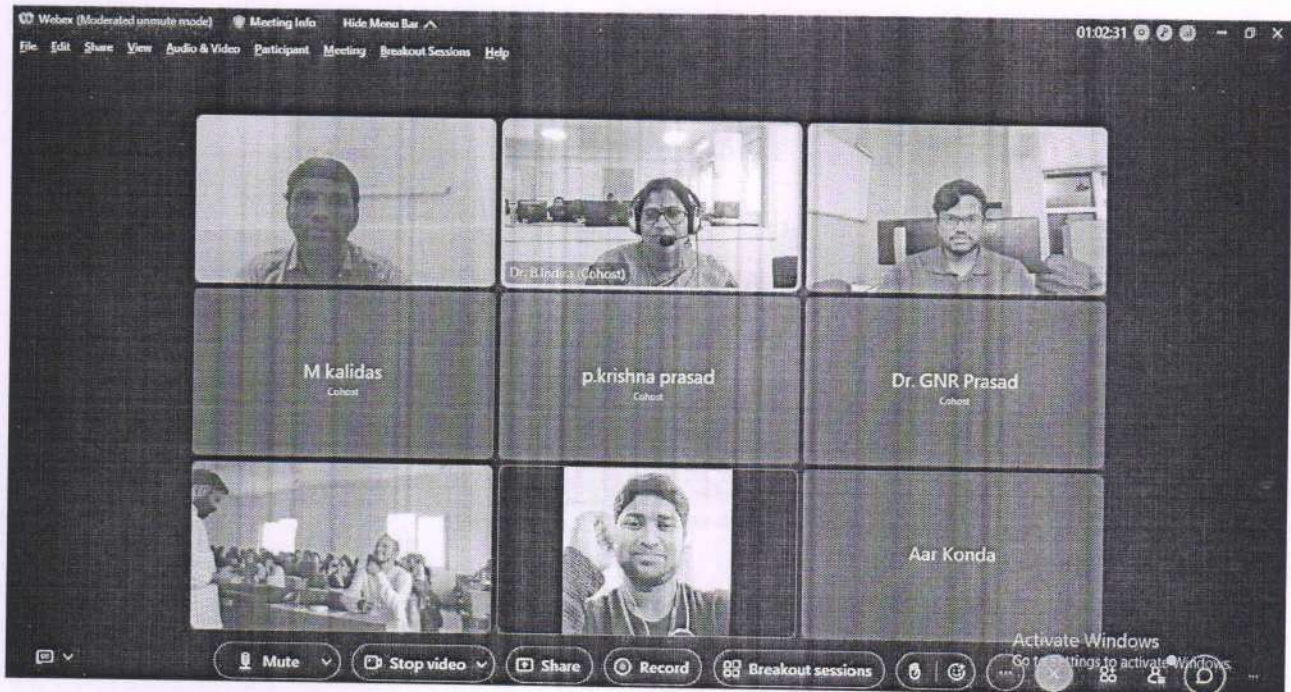 Webex (Moderated unmute mode) Meeting Info Hide Menu Bar
01:02:31
File Edit Share View Audio & Video Participant Meeting Breakout Sessions Help
Dr. B.Indira (Cohost)
M kalidas
Cohost
p.krishna prasad
Cohost
Dr. GNR Prasad
Cohost
Aar Konda
Activate Windows
Go to Settings to activate Windows.
Mute Stop video Share Record Breakout sessions